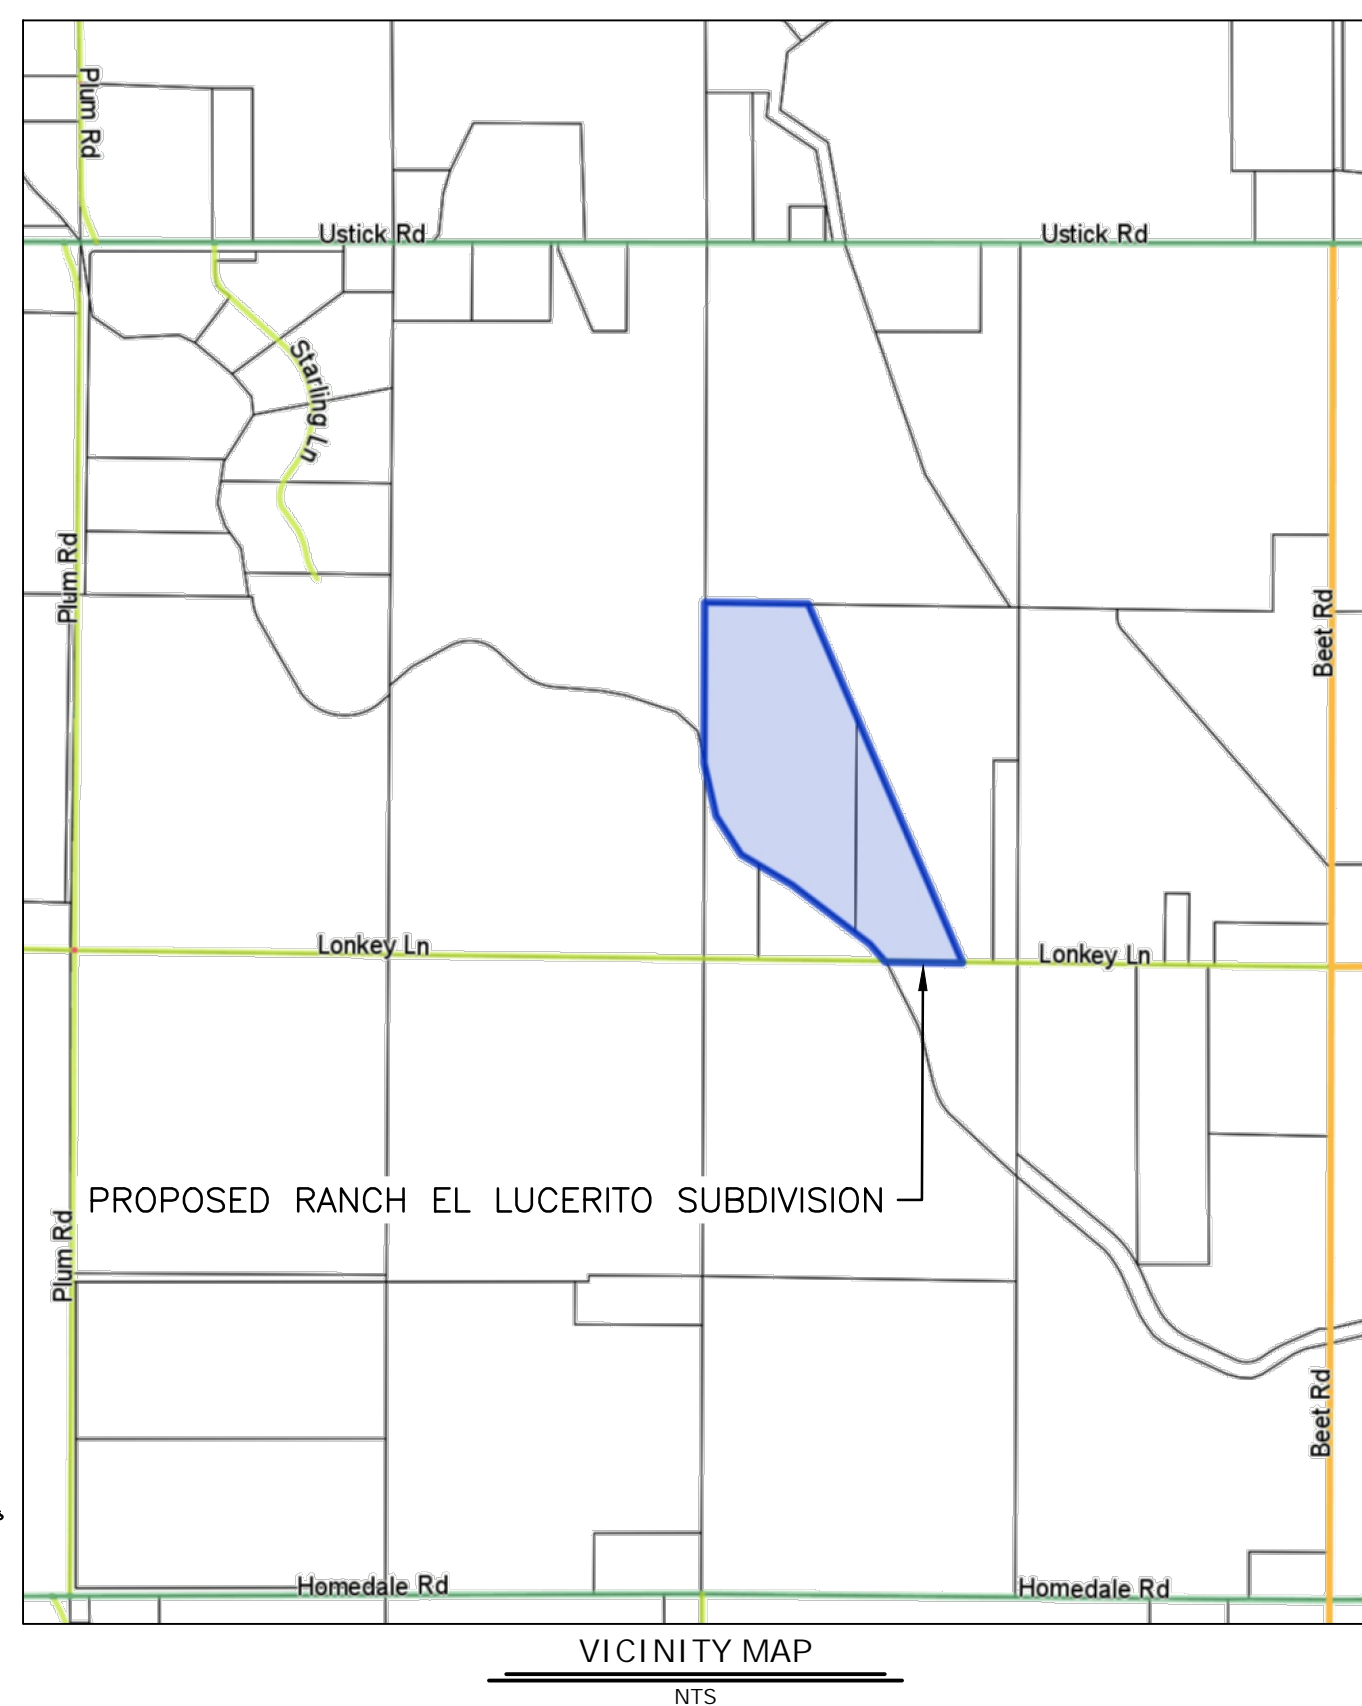 Plum Rd
Ustick Rd
Ustick Rd
Starling Ln
Plum Rd
Beet Rd
Lonkey Ln
Lonkey Ln
PROPOSED RANCH EL LUCERITO SUBDIVISION
Plum Rd
Beet Rd
Homedale Rd
Homedale Rd
VICINITY MAP
NTS